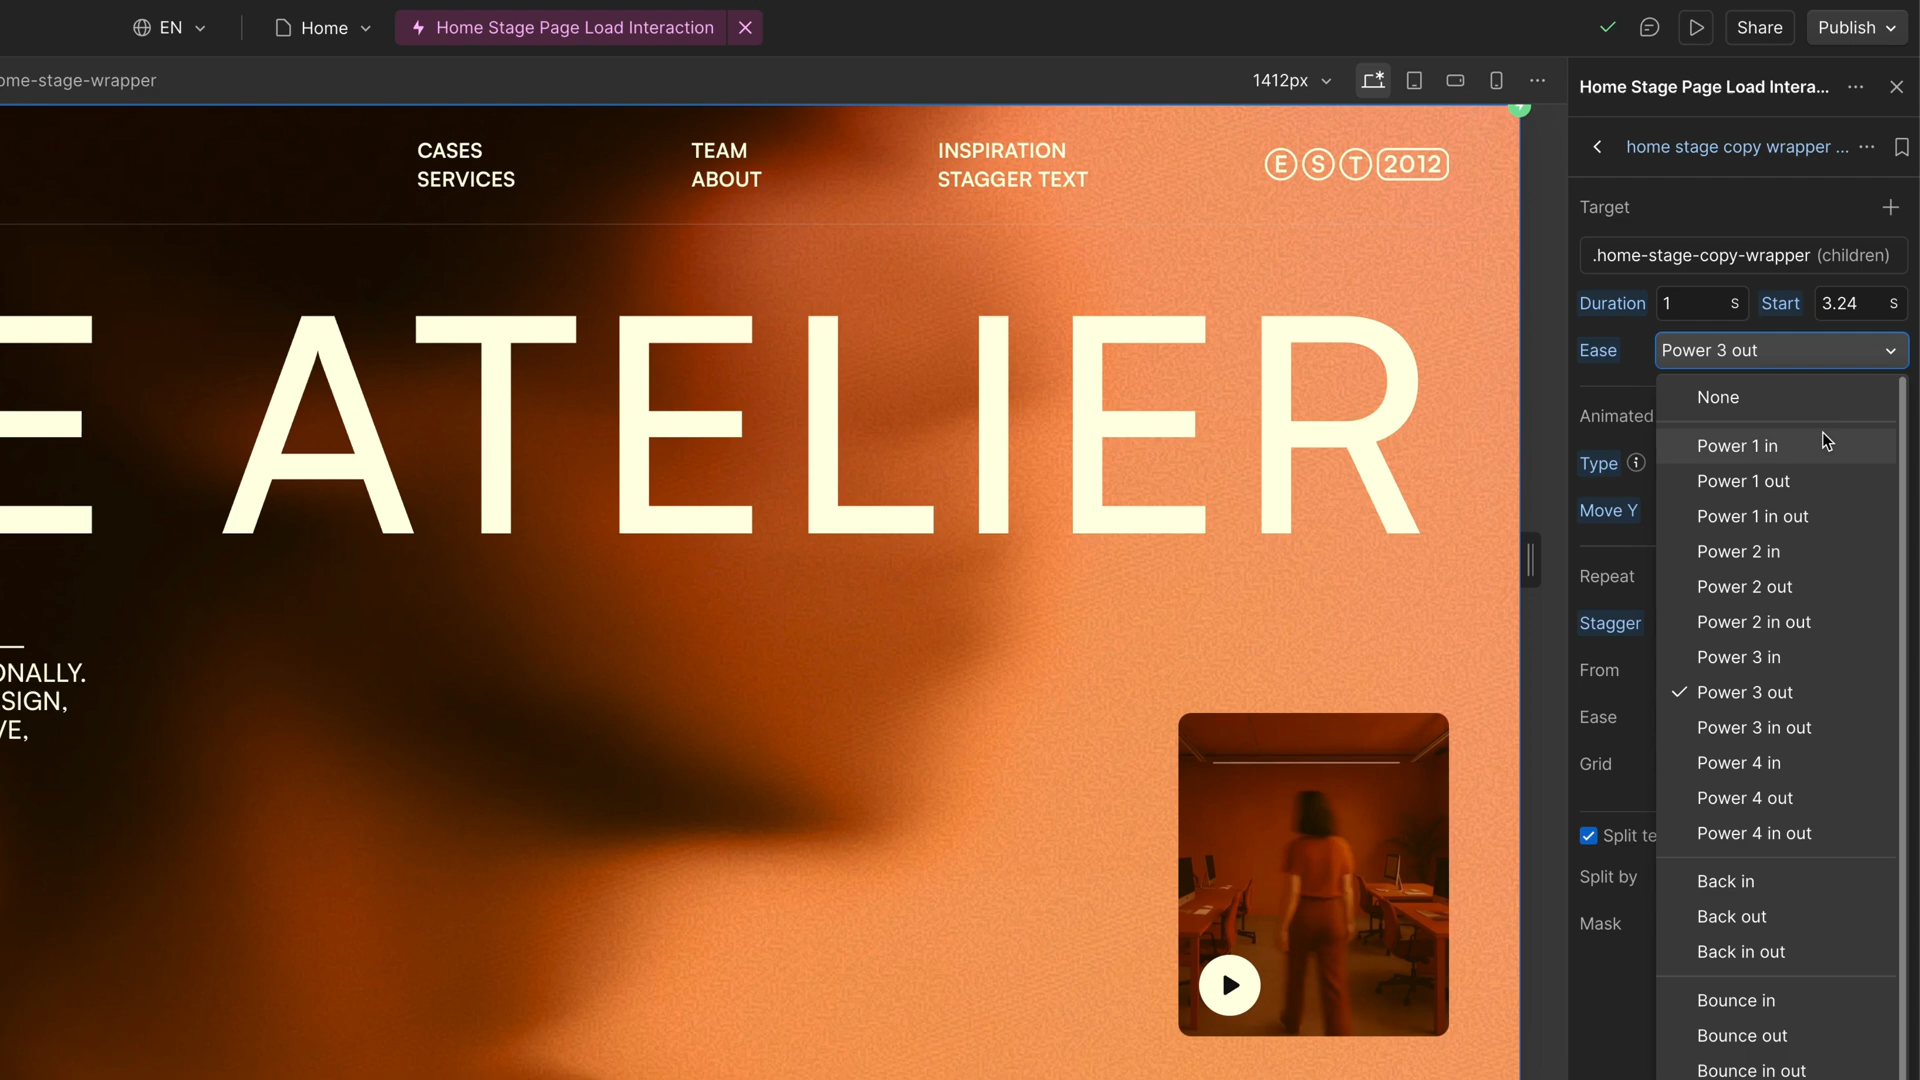 EN
Home
Home Stage Page Load Interaction
Share
Publish
ome-stage-wrapper
1412px
Home Stage Page Load Intera...
home stage copy wrapper ...
CASES
SERVICES
TEAM
ABOUT
INSPIRATION
STAGGER TEXT
E S T 2012
E ATELIER
ONALLY.
SIGN,
VE,
Target
.home-stage-copy-wrapper (children)
Duration 1 S Start 3.24 S
Ease Power 3 out
Animated
Type
Move Y
Repeat
Stagger
From
Ease
Grid
Split te
Split by
Mask
None
Power 1 in
Power 1 out
Power 1 in out
Power 2 in
Power 2 out
Power 2 in out
Power 3 in
Power 3 out
Power 3 in out
Power 4 in
Power 4 out
Power 4 in out
Back in
Back out
Back in out
Bounce in
Bounce out
Bounce in out